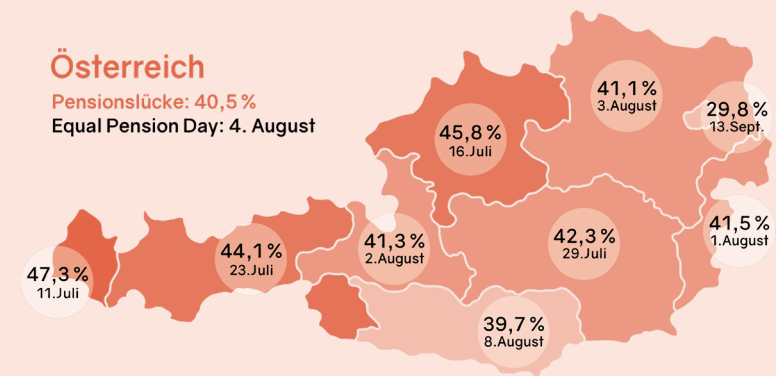 Österreich
Pensionslücke: 40,5 %
Equal Pension Day: 4. August
41,1 %
3.August
29,8 %
13.Sept.
45,8 %
16.Juli
41,3 %
2.August
42,3 %
29.Juli
41,5 %
1.August
44,1 %
23.Juli
47,3 %
11.Juli
39,7 %
8.August